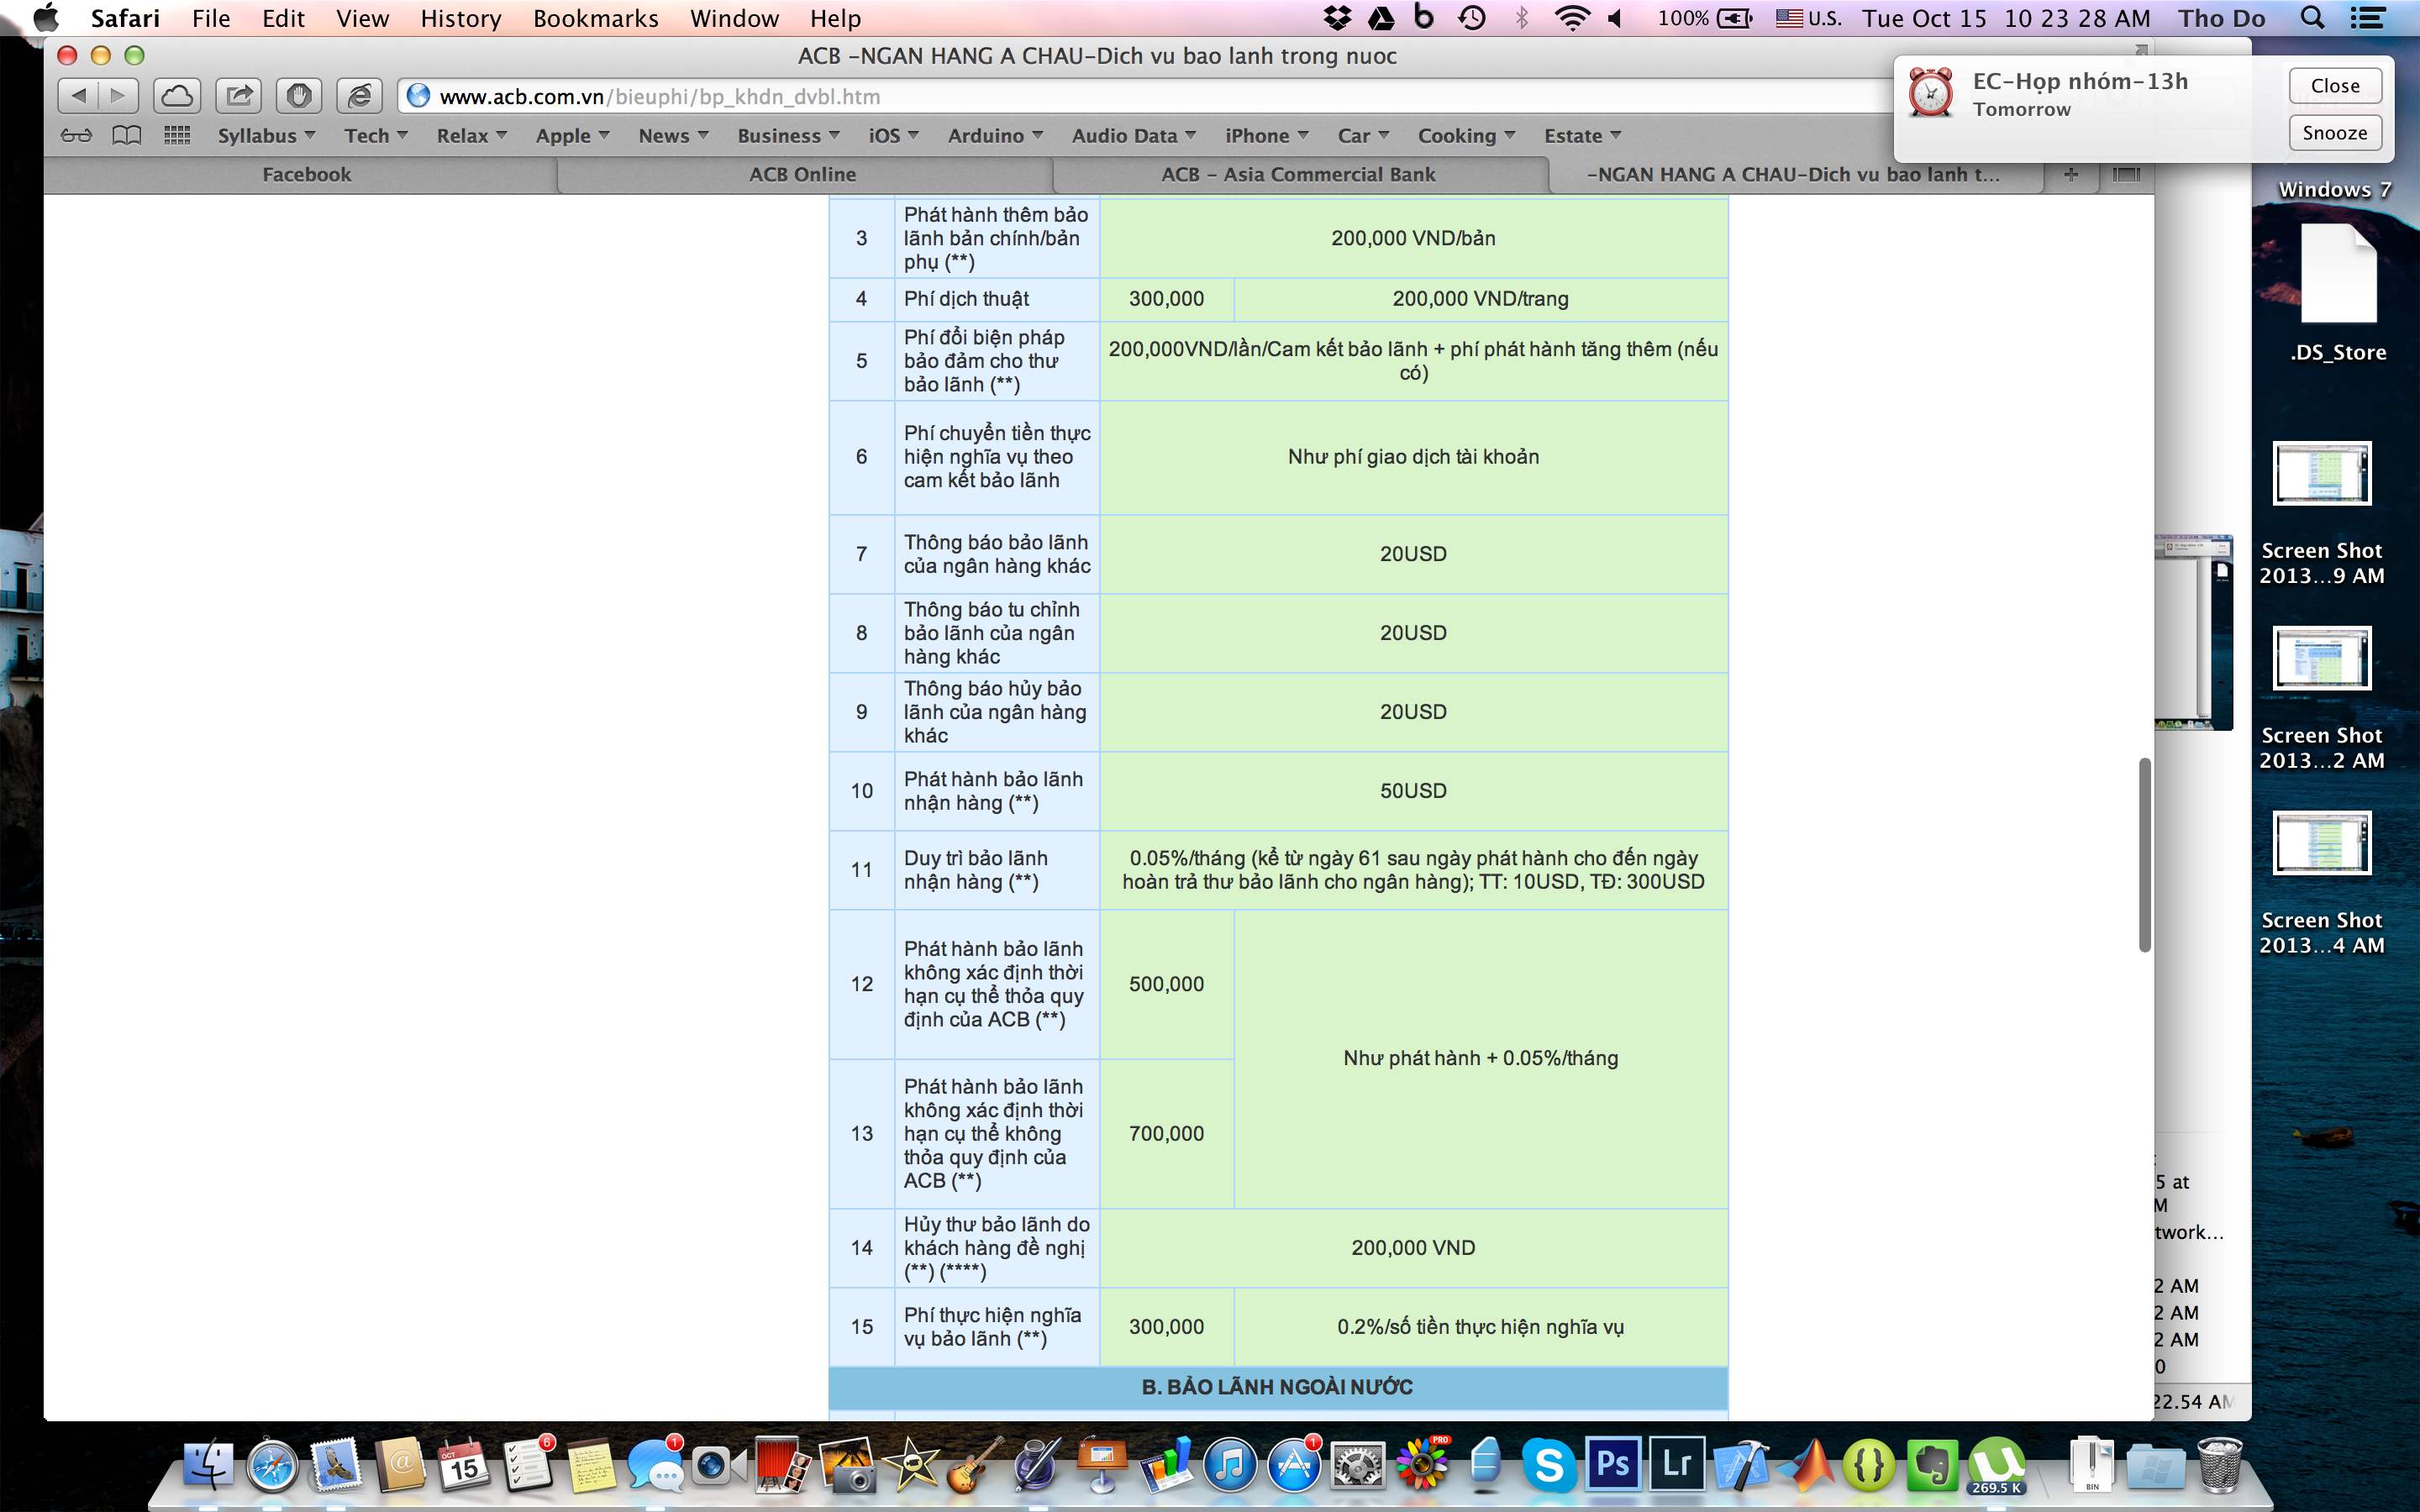 Safari File Edit View History Bookmarks Window Help 100% U.S. Tue Oct 15 10 23 28 AM Tho Do
ACB -NGAN HANG A CHAU-Dich vu bao lanh trong nuoc
www.acb.com.vn/bieuphi/bp_khdn_dvbl.htm
EC-Họp nhóm-13h
Tomorrow
Close
Snooze
Syllabus Tech Relax Apple News Business iOS Arduino Audio Data iPhone Car Cooking Estate
Facebook ACB Online ACB - Asia Commercial Bank -NGAN HANG A CHAU-Dich vu bao lanh t...
3
Phát hành thêm bảo
lãnh bản chính/bản
phụ (**)
200,000 VND/bản
4
Phí dịch thuật
300,000
200,000 VND/trang
5
Phí đổi biện pháp
bảo đảm cho thư
bảo lãnh (**)
200,000VND/lần/Cam kết bảo lãnh + phí phát hành tăng thêm (nếu
có)
6
Phí chuyển tiền thực
hiện nghĩa vụ theo
cam kết bảo lãnh
Như phí giao dịch tài khoản
7
Thông báo bảo lãnh
của ngân hàng khác
20USD
8
Thông báo tu chỉnh
bảo lãnh của ngân
hàng khác
20USD
9
Thông báo hủy bảo
lãnh của ngân hàng
khác
20USD
10
Phát hành bảo lãnh
nhận hàng (**)
50USD
11
Duy trì bảo lãnh
nhận hàng (**)
0.05%/tháng (kể từ ngày 61 sau ngày phát hành cho đến ngày
hoàn trả thư bảo lãnh cho ngân hàng); TT: 10USD, TĐ: 300USD
12
Phát hành bảo lãnh
không xác định thời
hạn cụ thể thỏa quy
định của ACB (**)
500,000
Như phát hành + 0.05%/tháng
13
Phát hành bảo lãnh
không xác định thời
hạn cụ thể không
thỏa quy định của
ACB (**)
700,000
14
Hủy thư bảo lãnh do
khách hàng đề nghị
(**) (****)
200,000 VND
15
Phí thực hiện nghĩa
vụ bảo lãnh (**)
300,000
0.2%/số tiền thực hiện nghĩa vụ
B. BẢO LÃNH NGOÀI NƯỚC
Windows 7
.DS_Store
Screen Shot
2013...9 AM
Screen Shot
2013...2 AM
Screen Shot
2013...4 AM
5 at
M
twork...
2 AM
2 AM
2 AM
0
22.54 AM
OCT
15
6
1
1
PRO
Ps
Lr
269.5 K
BIN